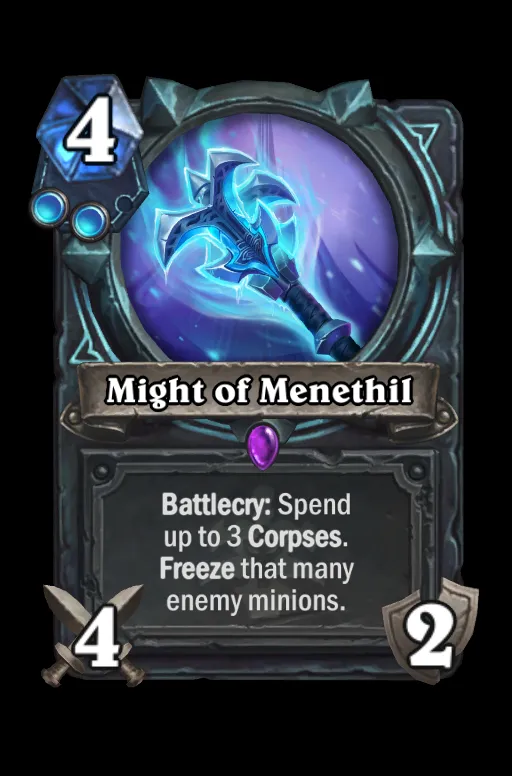 4
Might of Menethil
Battlecry: Spend
up to 3 Corpses.
Freeze that many
enemy minions.
4
2